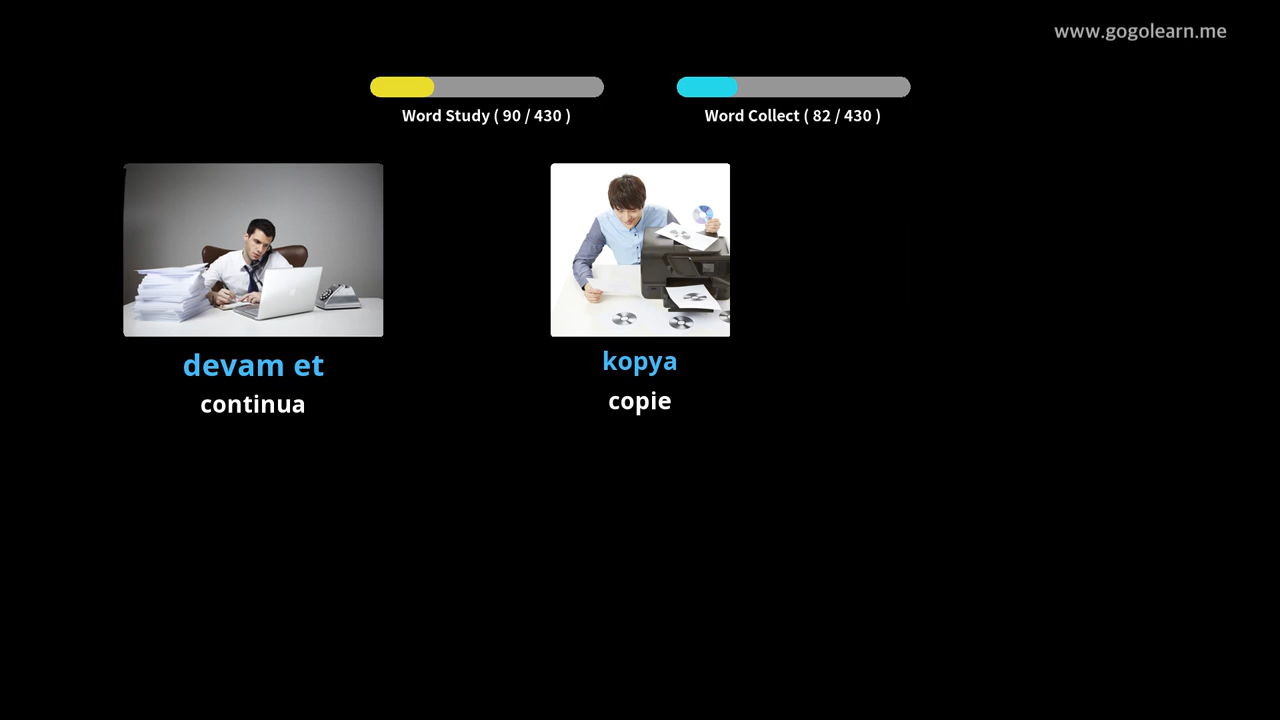 www.gogolearn.me
Word Study ( 90 / 430 )
Word Collect ( 82 / 430 )
devam et
continua
kopya
copie